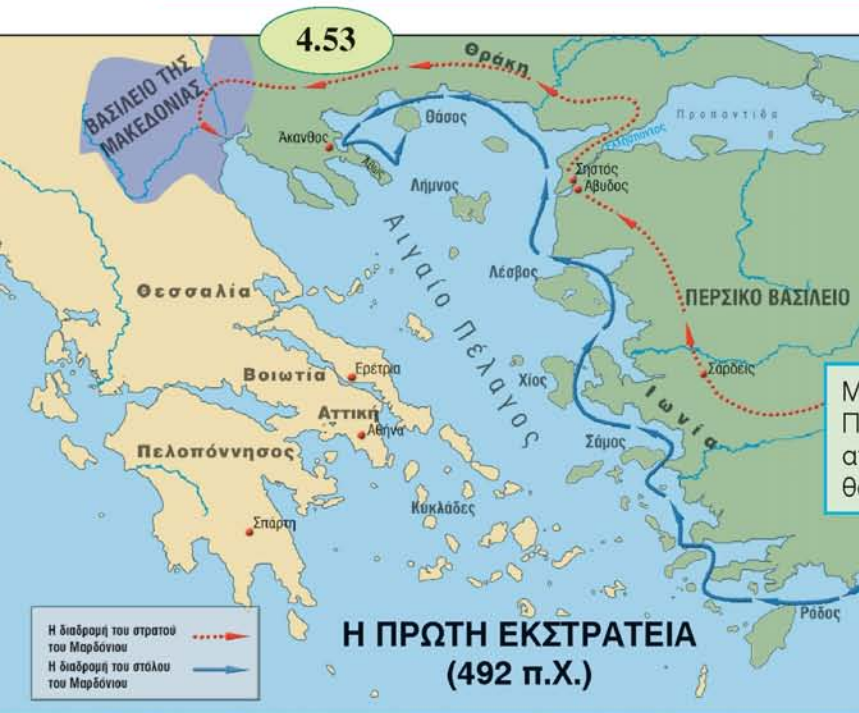 4.53
ΒΑΣΙΛΕΙΟ ΤΗΣ
ΜΑΚΕΔΟΝΙΑΣ
Θράκη
Προποντίδα
Ελλήσποντος
Άκανθος
Θάσος
Άθως
Λήμνος
Σηστός
Άβυδος
Αιγαίο Πέλαγος
Λέσβος
ΠΕΡΣΙΚΟ ΒΑΣΙΛΕΙΟ
Θεσσαλία
Σάρδεις
Βοιωτία
Ερέτρια
Χίος
Ιωνία
Αττική
Αθήνα
Πελοπόννησος
Σάμος
Κυκλάδες
Σπάρτη
Ρόδος
Η διαδρομή του στρατού
του Μαρδόνιου
Η διαδρομή του στόλου
του Μαρδόνιου
Η ΠΡΩΤΗ ΕΚΣΤΡΑΤΕΙΑ
(492 π.Χ.)